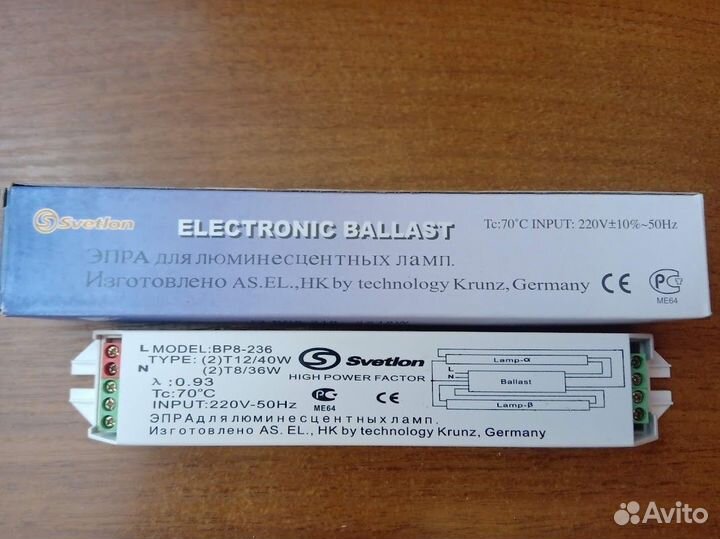 Svetlon
ELECTRONIC BALLAST
Tc:70°C INPUT: 220V±10%~50Hz
ЭПРА для люминесцентных ламп.
Изготовлено AS.EL.,HK by technology Krunz, Germany
CE
РС
ME64
L MODEL:BP8-236
TYPE: (2)T12/40W
N (2)T8/36W
λ:0.93
Tc:70°C
INPUT:220V-50Hz
S Svetlon
HIGH POWER FACTOR
РС
ME64
CE
ЭПРАдлялюминесцентныхламп.
Изготовлено AS. EL., HK by technology Krunz, Germany
Lamp-α
L
N
Ballast
Lamp-β
Avito